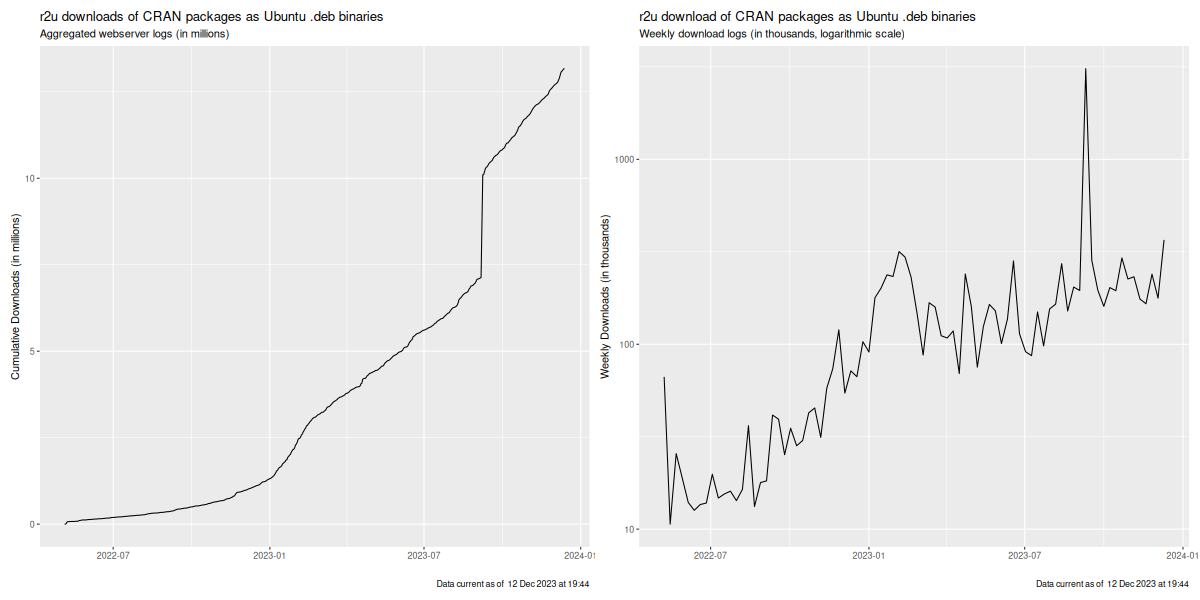 r2u downloads of CRAN packages as Ubuntu .deb binaries
Aggregated webserver logs (in millions)
Cumulative Downloads (in millions)
10
5
0
2022-07
2023-01
2023-07
2024-01
Data current as of 12 Dec 2023 at 19:44
r2u download of CRAN packages as Ubuntu .deb binaries
Weekly download logs (in thousands, logarithmic scale)
Weekly Downloads (in thousands)
1000
100
10
2022-07
2023-01
2023-07
2024-01
Data current as of 12 Dec 2023 at 19:44